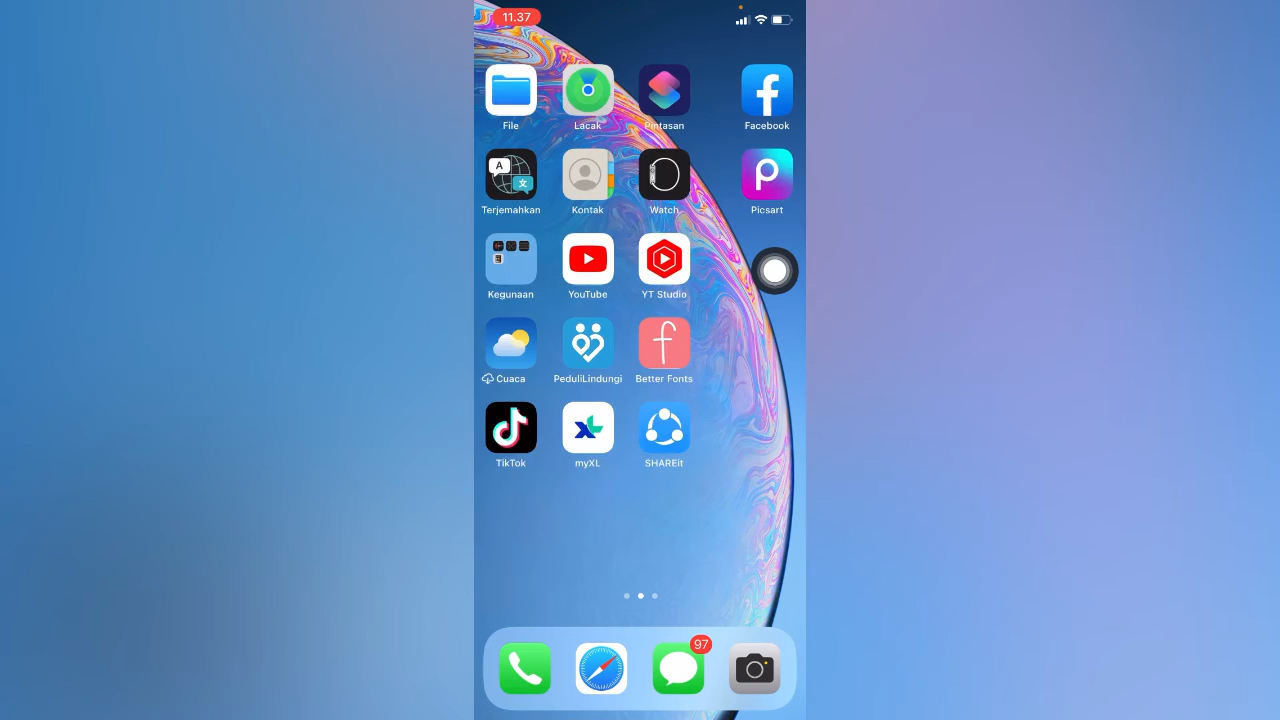 11.37
File
Lacak
Pintasan
Facebook
Terjemahkan
Kontak
Watch
Picsart
Kegunaan
YouTube
YT Studio
Cuaca
PeduliLindungi
Better Fonts
TikTok
myXL
SHAREit
97